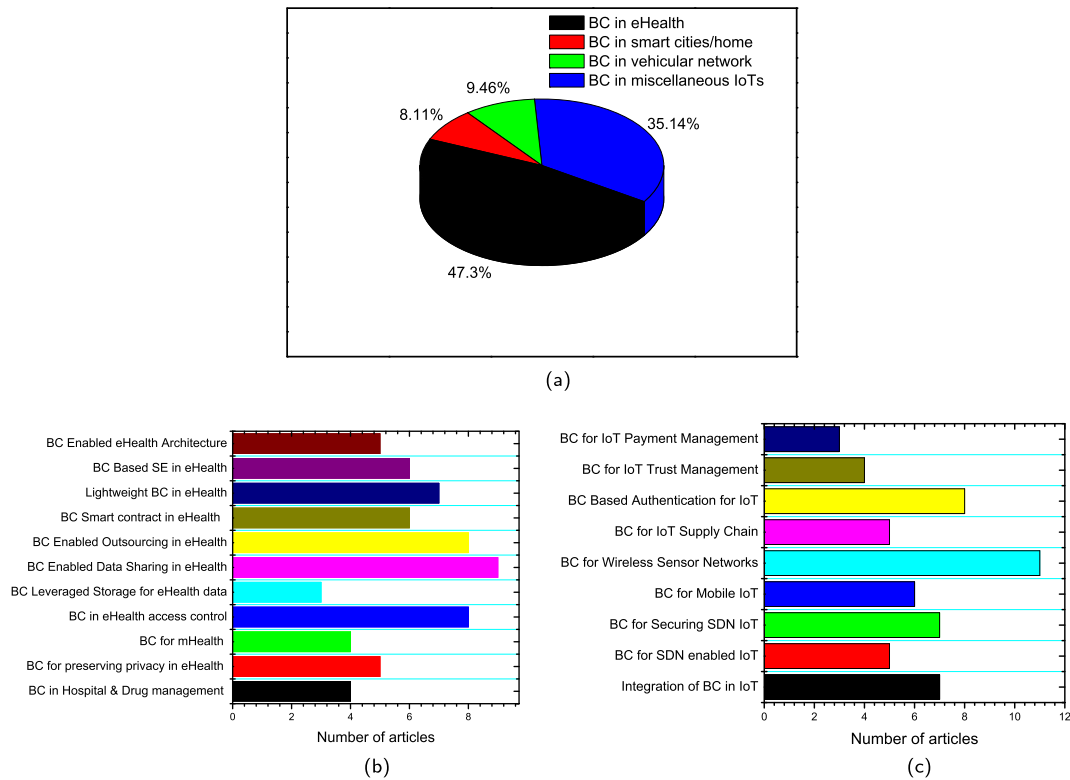 BC in eHealth
BC in smart cities/home
BC in vehicular network
BC in miscellaneous IoTs
9.46%
8.11%
35.14%
47.3%
(a)
BC Enabled eHealth Architecture
BC Based SE in eHealth
Lightweight BC in eHealth
BC Smart contract in eHealth
BC Enabled Outsourcing in eHealth
BC Enabled Data Sharing in eHealth
BC Leveraged Storage for eHealth data
BC in eHealth access control
BC for mHealth
BC for preserving privacy in eHealth
BC in Hospital & Drug management
0 2 4 6 8
Number of articles
(b)
BC for IoT Payment Management
BC for IoT Trust Management
BC Based Authentication for IoT
BC for IoT Supply Chain
BC for Wireless Sensor Networks
BC for Mobile IoT
BC for Securing SDN IoT
BC for SDN enabled IoT
Integration of BC in IoT
0 2 4 6 8 10 12
Number of articles
(c)